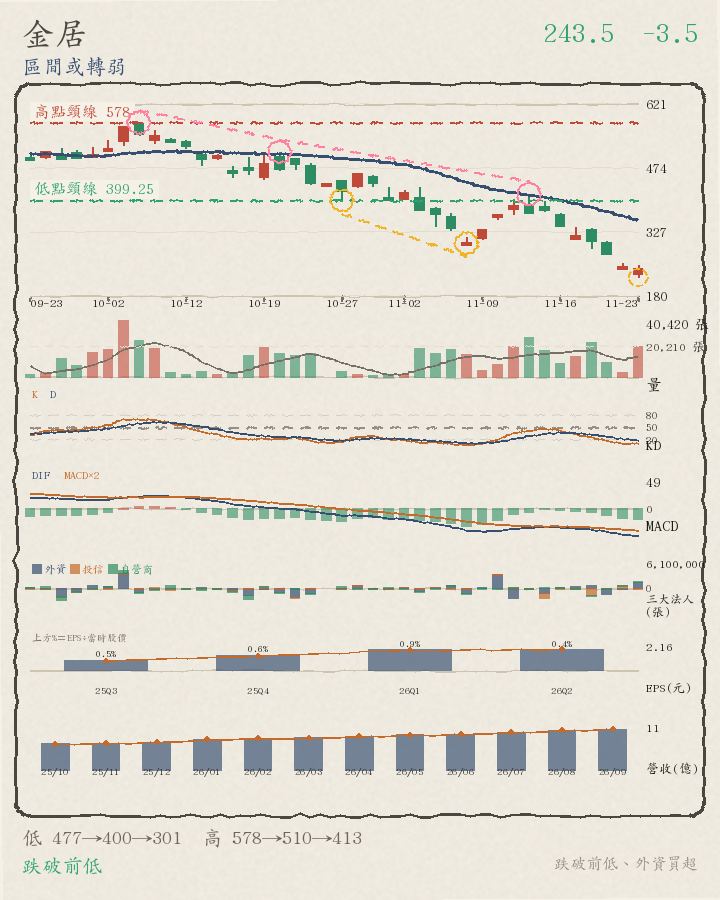 金居
243.5 -3.5
區間或轉弱
高點頸線 578
低點頸線 399.25
621
474
327
180
09-23 10-02 10-12 10-19 10-27 11-02 11-09 11-16 11-23
40,420 張
20,210 張
量
K D
80
50
20
KD
DIF MACD×2
49
0
MACD
外資 投信 自營商
6,100,000
0
三大法人
(張)
上方%=EPS÷當時股價
0.5% 0.6% 0.9% 0.4%
2.16
25Q3 25Q4 26Q1 26Q2
EPS(元)
11
25/10 25/11 25/12 26/01 26/02 26/03 26/04 26/05 26/06 26/07 26/08 26/09
營收(億)
低 477→400→301 高 578→510→413
跌破前低
跌破前低、外資買超